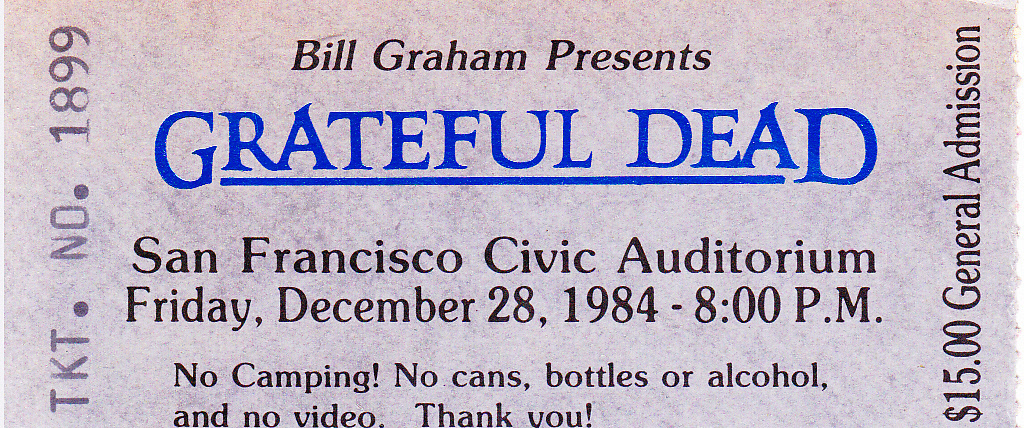 Bill Graham Presents
GRATEFUL DEAD
San Francisco Civic Auditorium
Friday, December 28, 1984 - 8:00 P.M.
No Camping! No cans, bottles or alcohol,
and no video. Thank you!
TKT. NO. 1899
$15.00 General Admission